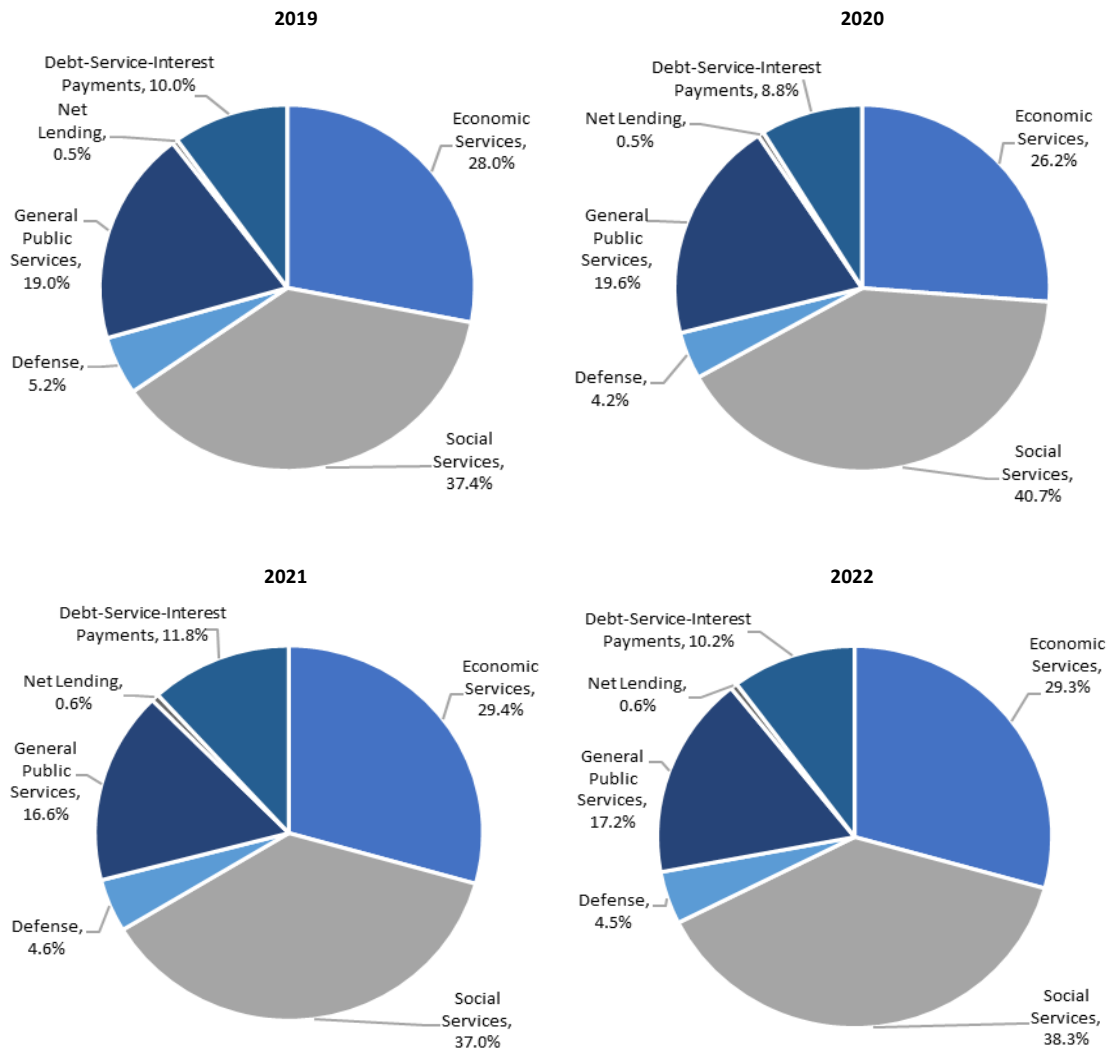 2019
Debt-Service-Interest
Payments, 10.0%
Net
Lending,
0.5%
General
Public
Services,
19.0%
Defense,
5.2%
Economic
Services,
28.0%
Social
Services,
37.4%
2020
Debt-Service-Interest
Payments, 8.8%
Net Lending,
0.5%
General
Public
Services,
19.6%
Defense,
4.2%
Economic
Services,
26.2%
Social
Services,
40.7%
2021
Debt-Service-Interest
Payments, 11.8%
Net Lending,
0.6%
General
Public
Services,
16.6%
Defense,
4.6%
Economic
Services,
29.4%
Social
Services,
37.0%
2022
Debt-Service-Interest
Payments, 10.2%
Net Lending,
0.6%
General
Public
Services,
17.2%
Defense,
4.5%
Economic
Services,
29.3%
Social
Services,
38.3%